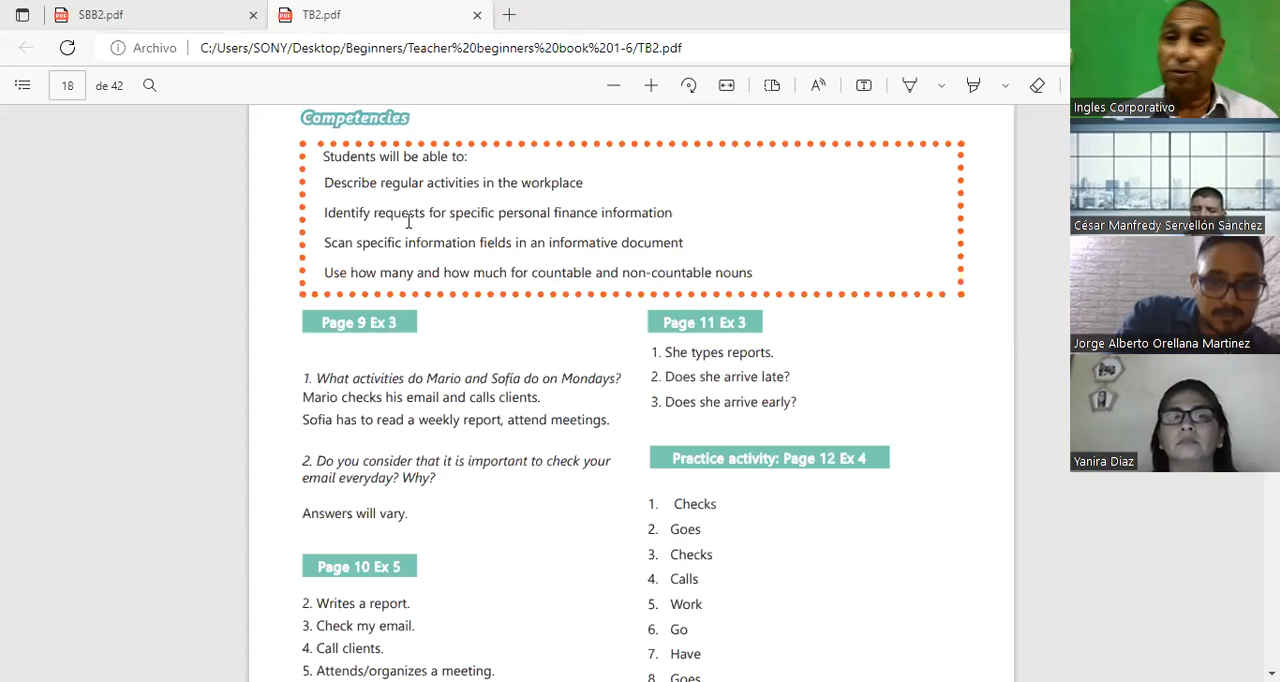 SBB2.pdf
TB2.pdf
Archivo
C:/Users/SONY/Desktop/Beginners/Teacher%20beginners%20book%201-6/TB2.pdf
18
de 42
Competencies
Students will be able to:
Describe regular activities in the workplace
Identify requests for specific personal finance information
Scan specific information fields in an informative document
Use how many and how much for countable and non-countable nouns
Page 9 Ex 3
1. What activities do Mario and Sofía do on Mondays?
Mario checks his email and calls clients.
Sofia has to read a weekly report, attend meetings.
2. Do you consider that it is important to check your
email everyday? Why?
Answers will vary.
Page 10 Ex 5
2. Writes a report.
3. Check my email.
4. Call clients.
5. Attends/organizes a meeting.
Page 11 Ex 3
1. She types reports.
2. Does she arrive late?
3. Does she arrive early?
Practice activity: Page 12 Ex 4
1. Checks
2. Goes
3. Checks
4. Calls
5. Work
6. Go
7. Have
8. Goes
Ingles Corporativo
César Manfredy Servellón Sánchez
Jorge Alberto Orellana Martinez
Yanira Diaz